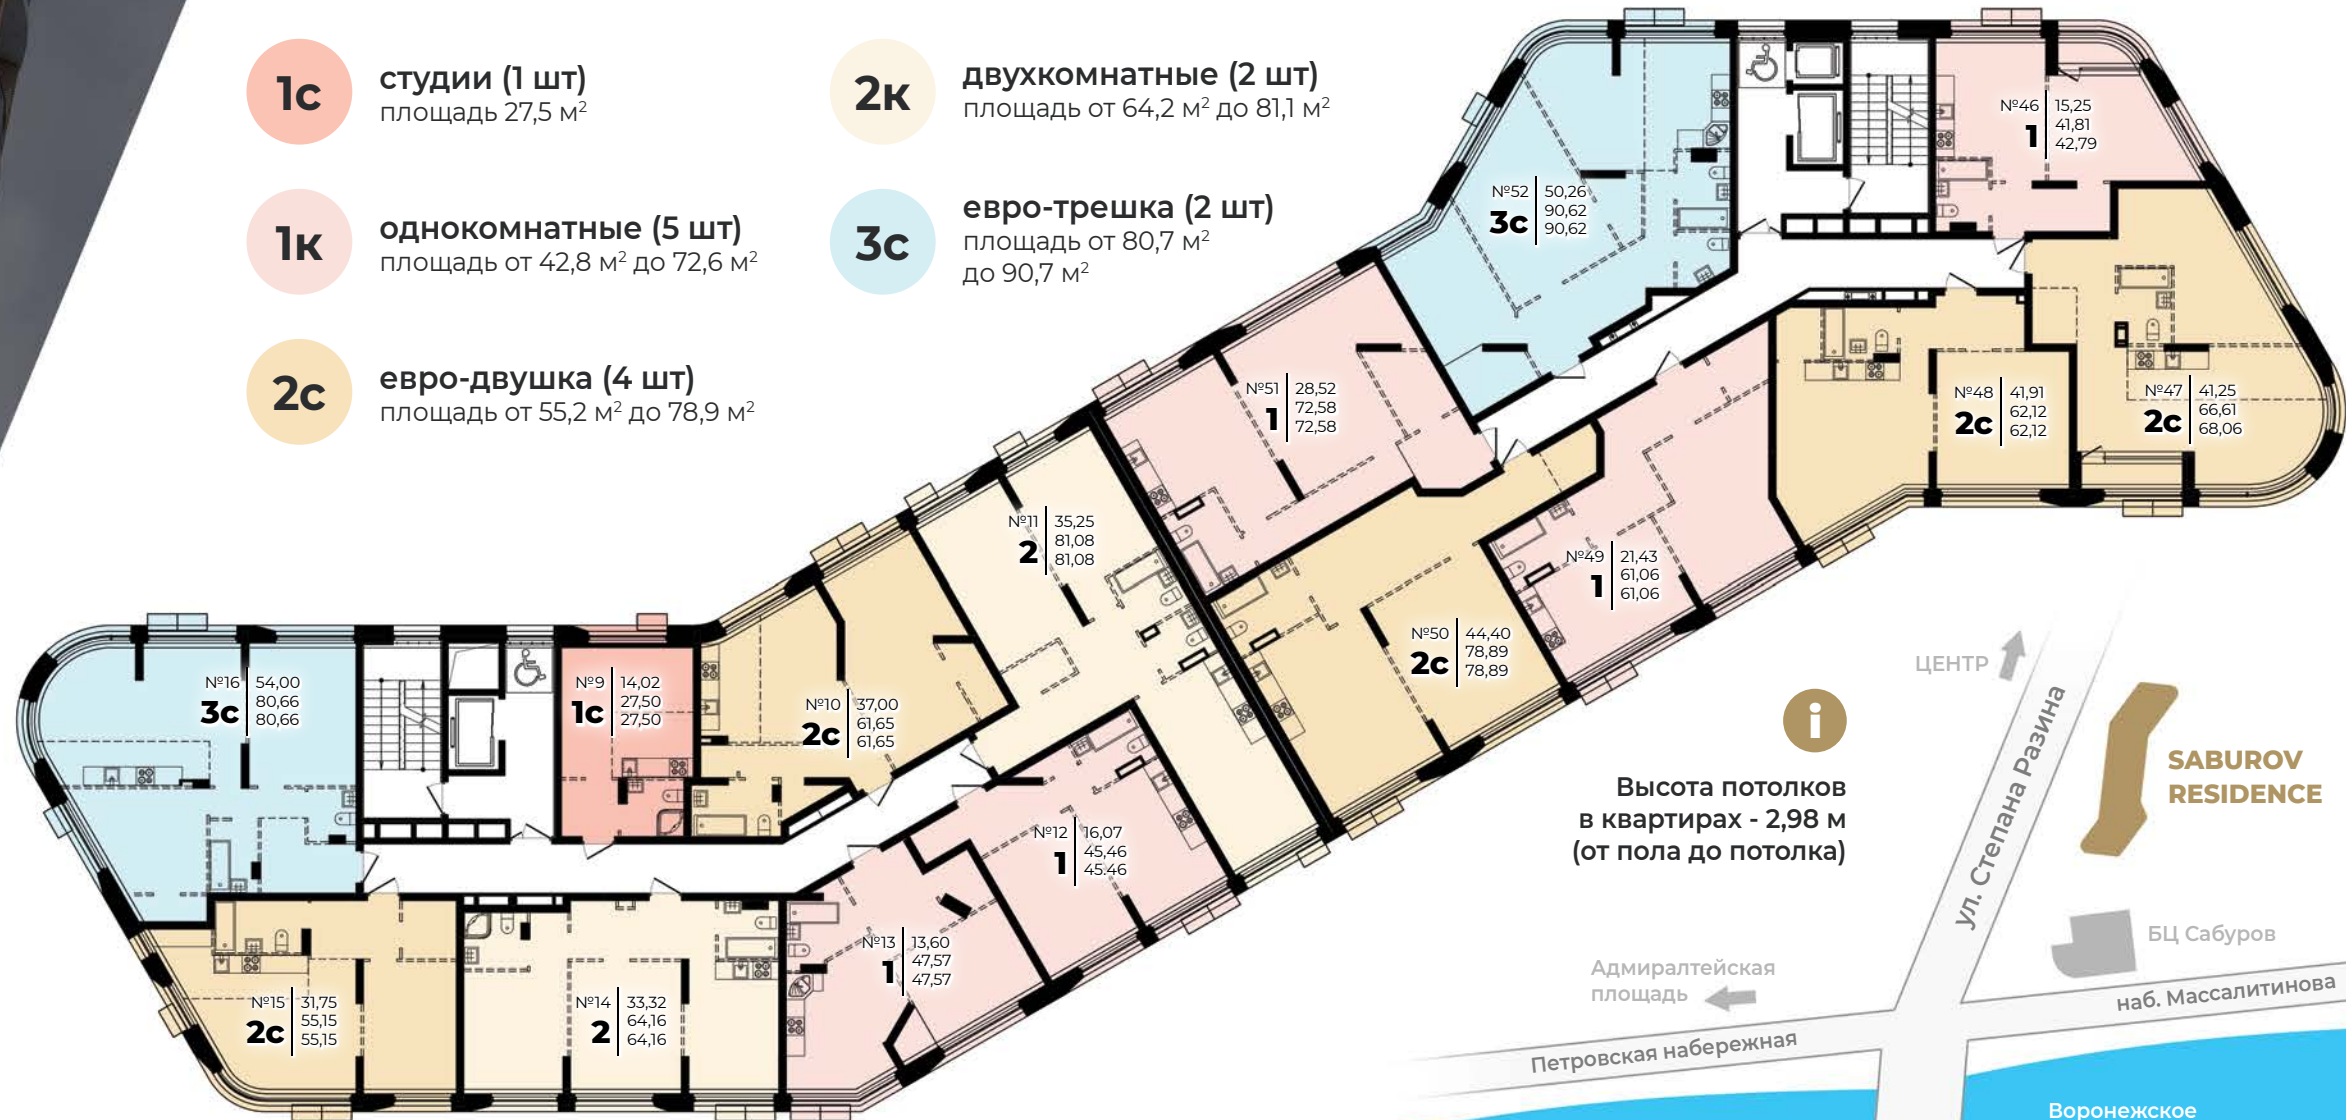 1с
студии (1 шт)
площадь 27,5 м²
1к
однокомнатные (5 шт)
площадь от 42,8 м² до 72,6 м²
2с
евро-двушка (4 шт)
площадь от 55,2 м² до 78,9 м²
2к
двухкомнатные (2 шт)
площадь от 64,2 м² до 81,1 м²
3с
евро-трешка (2 шт)
площадь от 80,7 м²
до 90,7 м²
№46 15,25
1 41,81
42,79
№52 50,26
3с 90,62
90,62
№51 28,52
1 72,58
72,58
№48 41,91
2с 62,12
62,12
№47 41,25
2с 66,61
68,06
№11 35,25
2 81,08
81,08
№49 21,43
1 61,06
61,06
№50 44,40
2с 78,89
78,89
№16 54,00
3с 80,66
80,66
№9 14,02
1с 27,50
27,50
№10 37,00
2с 61,65
61,65
№12 16,07
1 45,46
45.46
№13 13,60
1 47,57
47,57
№15 31,75
2с 55,15
55,15
№14 33,32
2 64,16
64,16
i
Высота потолков
в квартирах - 2,98 м
(от пола до потолка)
ЦЕНТР
ул. Степана Разина
SABUROV
RESIDENCE
БЦ Сабуров
Адмиралтейская
площадь
наб. Массалитинова
Петровская набережная
Воронежское